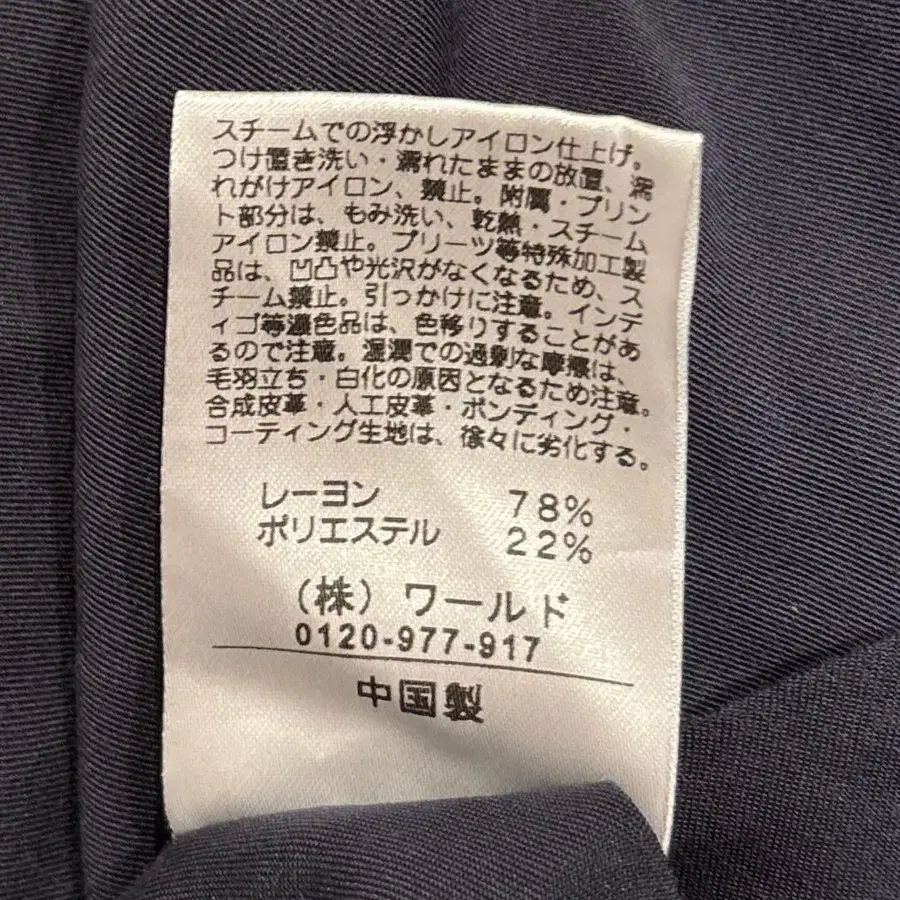 スチームでの浮かしアイロン仕上げ。
つけ置き洗い・濡れたままの放置、濡
れがけアイロン、禁止。附属・プリン
ト部分は、もみ洗い、乾熱・スチーム
アイロン禁止。プリーツ等特殊加工製
品は、凹凸や光沢がなくなるため、ス
チーム禁止。引っかけに注意。インデ
ィゴ等濃色品は、色移りすることがあ
るので注意。湿潤での過剰な摩擦は、
毛羽立ち・白化の原因となるため注意。
合成皮革・人工皮革・ボンディング・
コーティング生地は、徐々に劣化する。
レーヨン 78%
ポリエステル 22%
(株) ワールド
0120-977-917
中国製